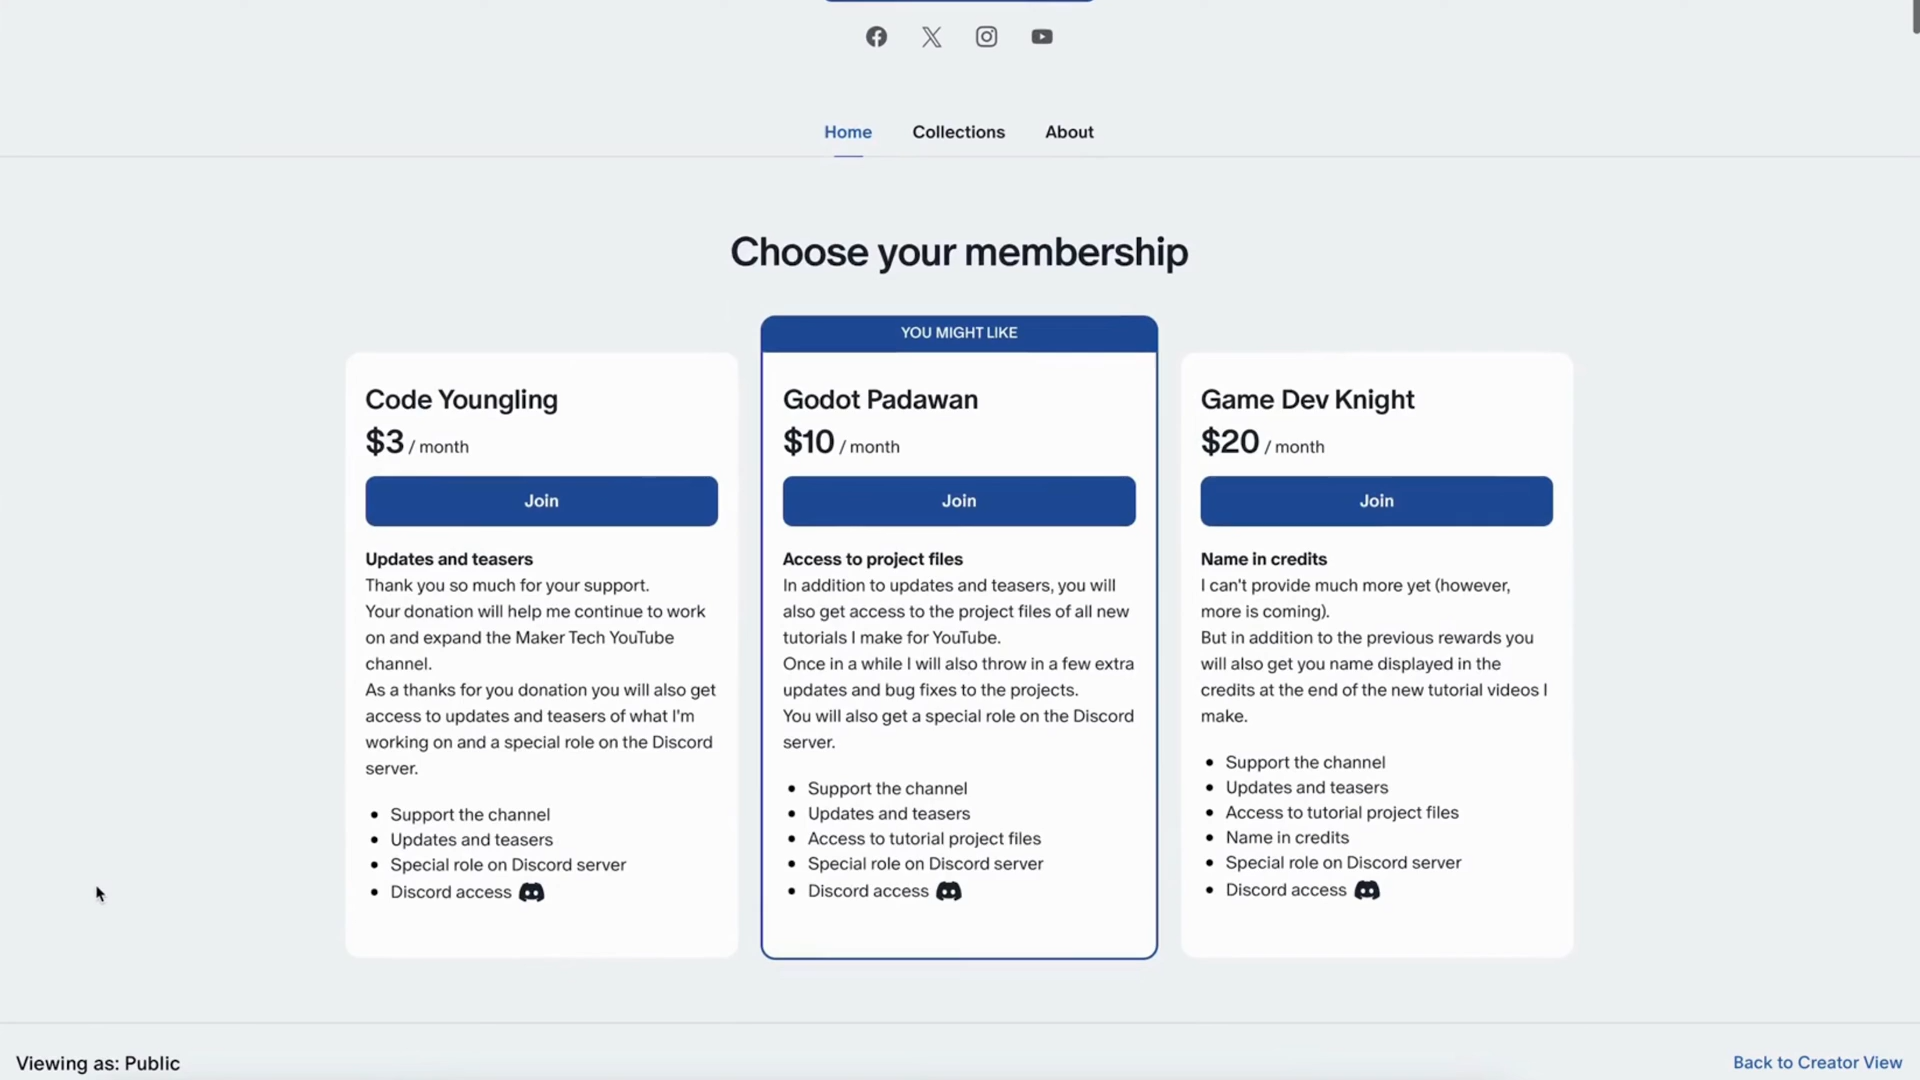 Home
Collections
About
Choose your membership
YOU MIGHT LIKE
Code Youngling
$3 / month
Join
Updates and teasers
Thank you so much for your support.
Your donation will help me continue to work
on and expand the Maker Tech YouTube
channel.
As a thanks for you donation you will also get
access to updates and teasers of what I'm
working on and a special role on the Discord
server.
Support the channel
Updates and teasers
Special role on Discord server
Discord access
Godot Padawan
$10 / month
Join
Access to project files
In addition to updates and teasers, you will
also get access to the project files of all new
tutorials I make for YouTube.
Once in a while I will also throw in a few extra
updates and bug fixes to the projects.
You will also get a special role on the Discord
server.
Support the channel
Updates and teasers
Access to tutorial project files
Special role on Discord server
Discord access
Game Dev Knight
$20 / month
Join
Name in credits
I can't provide much more yet (however,
more is coming).
But in addition to the previous rewards you
will also get you name displayed in the
credits at the end of the new tutorial videos I
make.
Support the channel
Updates and teasers
Access to tutorial project files
Name in credits
Special role on Discord server
Discord access
Viewing as: Public
Back to Creator View